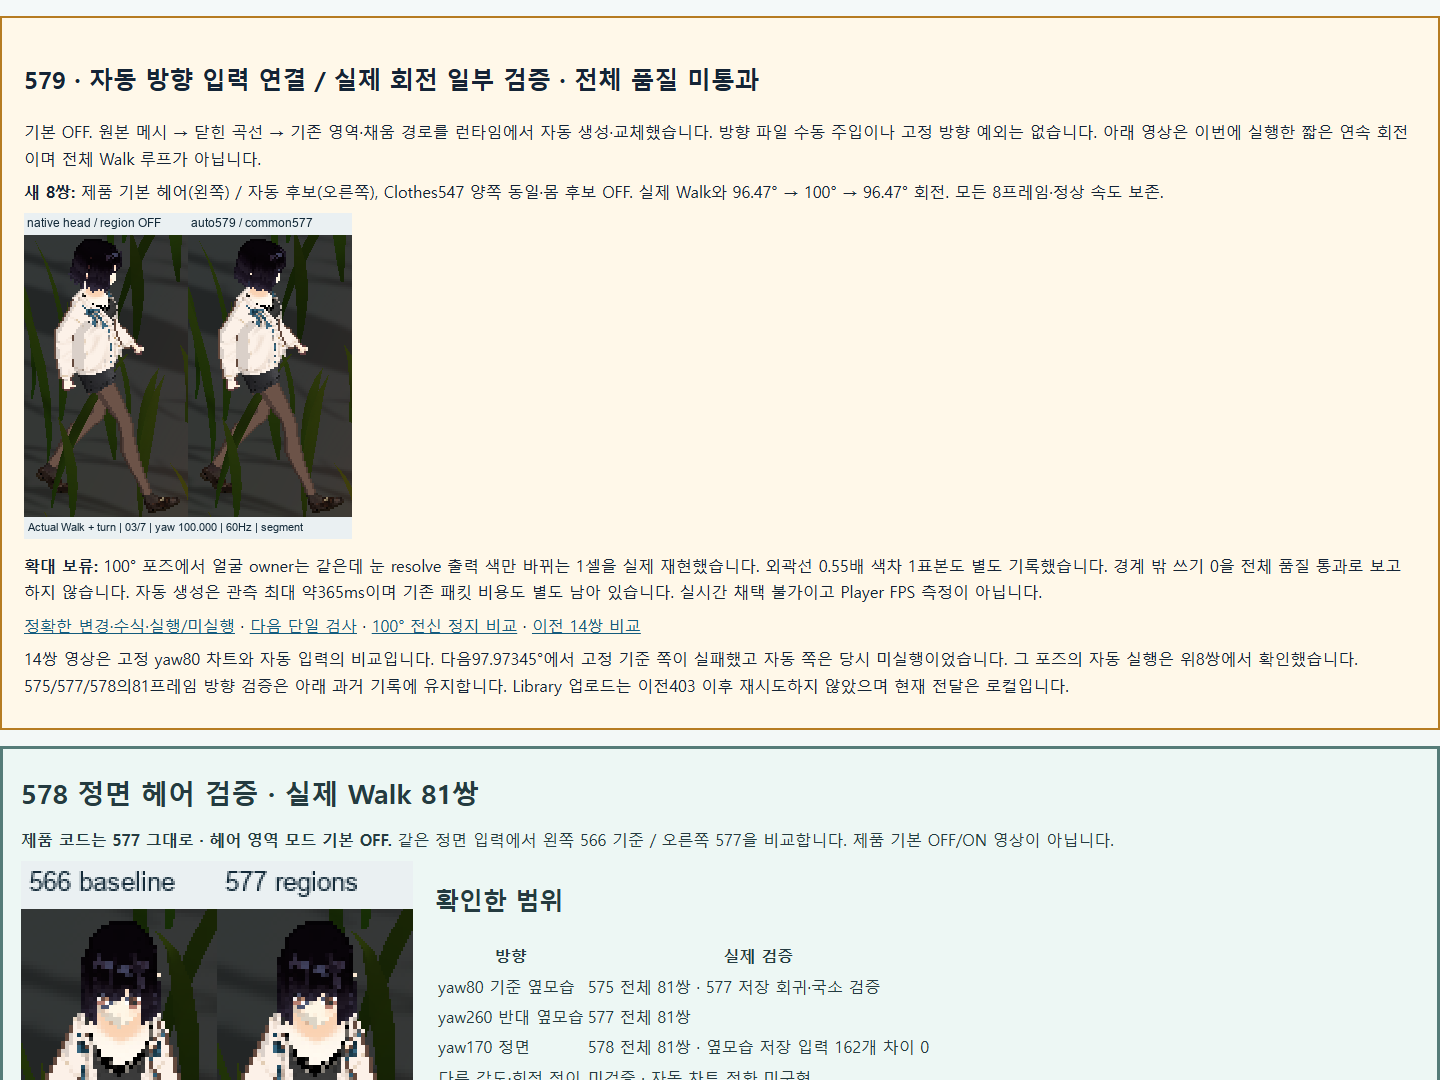 579 · 자동 방향 입력 연결 / 실제 회전 일부 검증 · 전체 품질 미통과
기본 OFF. 원본 메시 → 닫힌 곡선 → 기존 영역·채움 경로를 런타임에서 자동 생성·교체했습니다. 방향 파일 수동 주입이나 고정 방향 예외는 없습니다. 아래 영상은 이번에 실행한 짧은 연속 회전
이며 전체 Walk 루프가 아닙니다.
새 8쌍: 제품 기본 헤어(왼쪽) / 자동 후보(오른쪽), Clothes547 양쪽 동일·몸 후보 OFF. 실제 Walk와 96.47° → 100° → 96.47° 회전. 모든 8프레임·정상 속도 보존.
native head / region OFF auto579 / common577
Actual Walk + turn | 03/7 | yaw 100.000 | 60Hz | segment
확대 보류: 100° 포즈에서 얼굴 owner는 같은데 눈 resolve 출력 색만 바뀌는 1셀을 실제 재현했습니다. 외곽선 0.55배 색차 1표본도 별도 기록했습니다. 경계 밖 쓰기 0을 전체 품질 통과로 보고
하지 않습니다. 자동 생성은 관측 최대 약365ms이며 기존 패킷 비용도 별도 남아 있습니다. 실시간 채택 불가이고 Player FPS 측정이 아닙니다.
정확한 변경·수식·실행/미실행 · 다음 단일 검사 · 100° 전신 정지 비교 · 이전 14쌍 비교
14쌍 영상은 고정 yaw80 차트와 자동 입력의 비교입니다. 다음97.97345°에서 고정 기준 쪽이 실패했고 자동 쪽은 당시 미실행이었습니다. 그 포즈의 자동 실행은 위8쌍에서 확인했습니다.
575/577/578의81프레임 방향 검증은 아래 과거 기록에 유지합니다. Library 업로드는 이전403 이후 재시도하지 않았으며 현재 전달은 로컬입니다.
578 정면 헤어 검증 · 실제 Walk 81쌍
제품 코드는 577 그대로 · 헤어 영역 모드 기본 OFF. 같은 정면 입력에서 왼쪽 566 기준 / 오른쪽 577을 비교합니다. 제품 기본 OFF/ON 영상이 아닙니다.
566 baseline 577 regions
확인한 범위
방향 실제 검증
yaw80 기준 옆모습 575 전체 81쌍 · 577 저장 회귀·국소 검증
yaw260 반대 옆모습 577 전체 81쌍
yaw170 정면 578 전체 81쌍 · 옆모습 저장 입력 162개 차이 0
다른 각도·회전 전이 미검증 · 자동 차트 전환 미구현